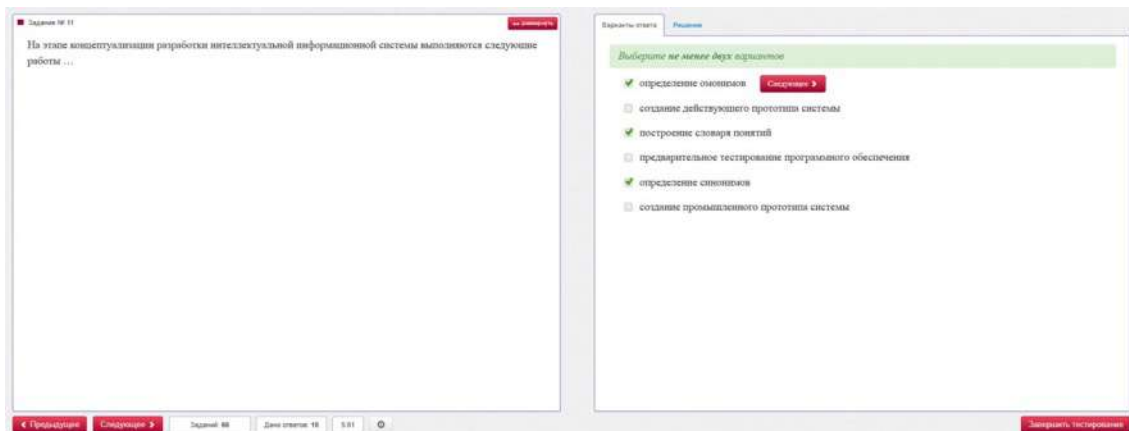 Задание № 11
развернуть
На этапе концептуализации разработки интеллектуальной информационной системы выполняются следующие
работы …
Варианты ответа
Решение
Выберите не менее двух вариантов
определение омонимов
Следующее
создание действующего прототипа системы
построение словаря понятий
предварительное тестирование программного обеспечения
определение синонимов
создание промышленного прототипа системы
Предыдущее
Следующее
Заданий:
Дано ответов:
Завершить тестирование